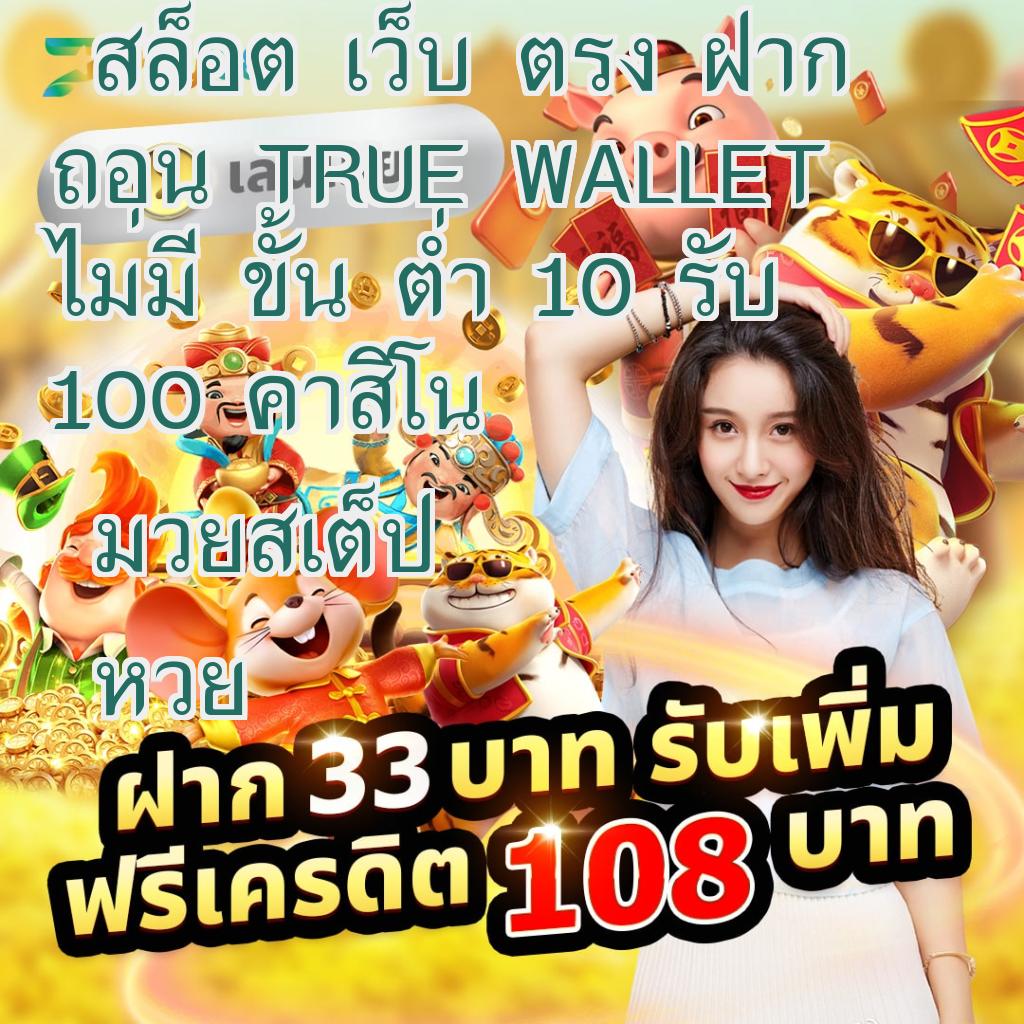 สล็อต เว็บ ตรง ฝาก
ถอน TRUE WALLET
ไม่มี ขั้น ต่ำ 10 รับ
100 คาสิโน
มวยสเต็ป
หวย
ฝาก 33 บาท รับเพิ่ม
ฟรีเครดิต 108 บาท